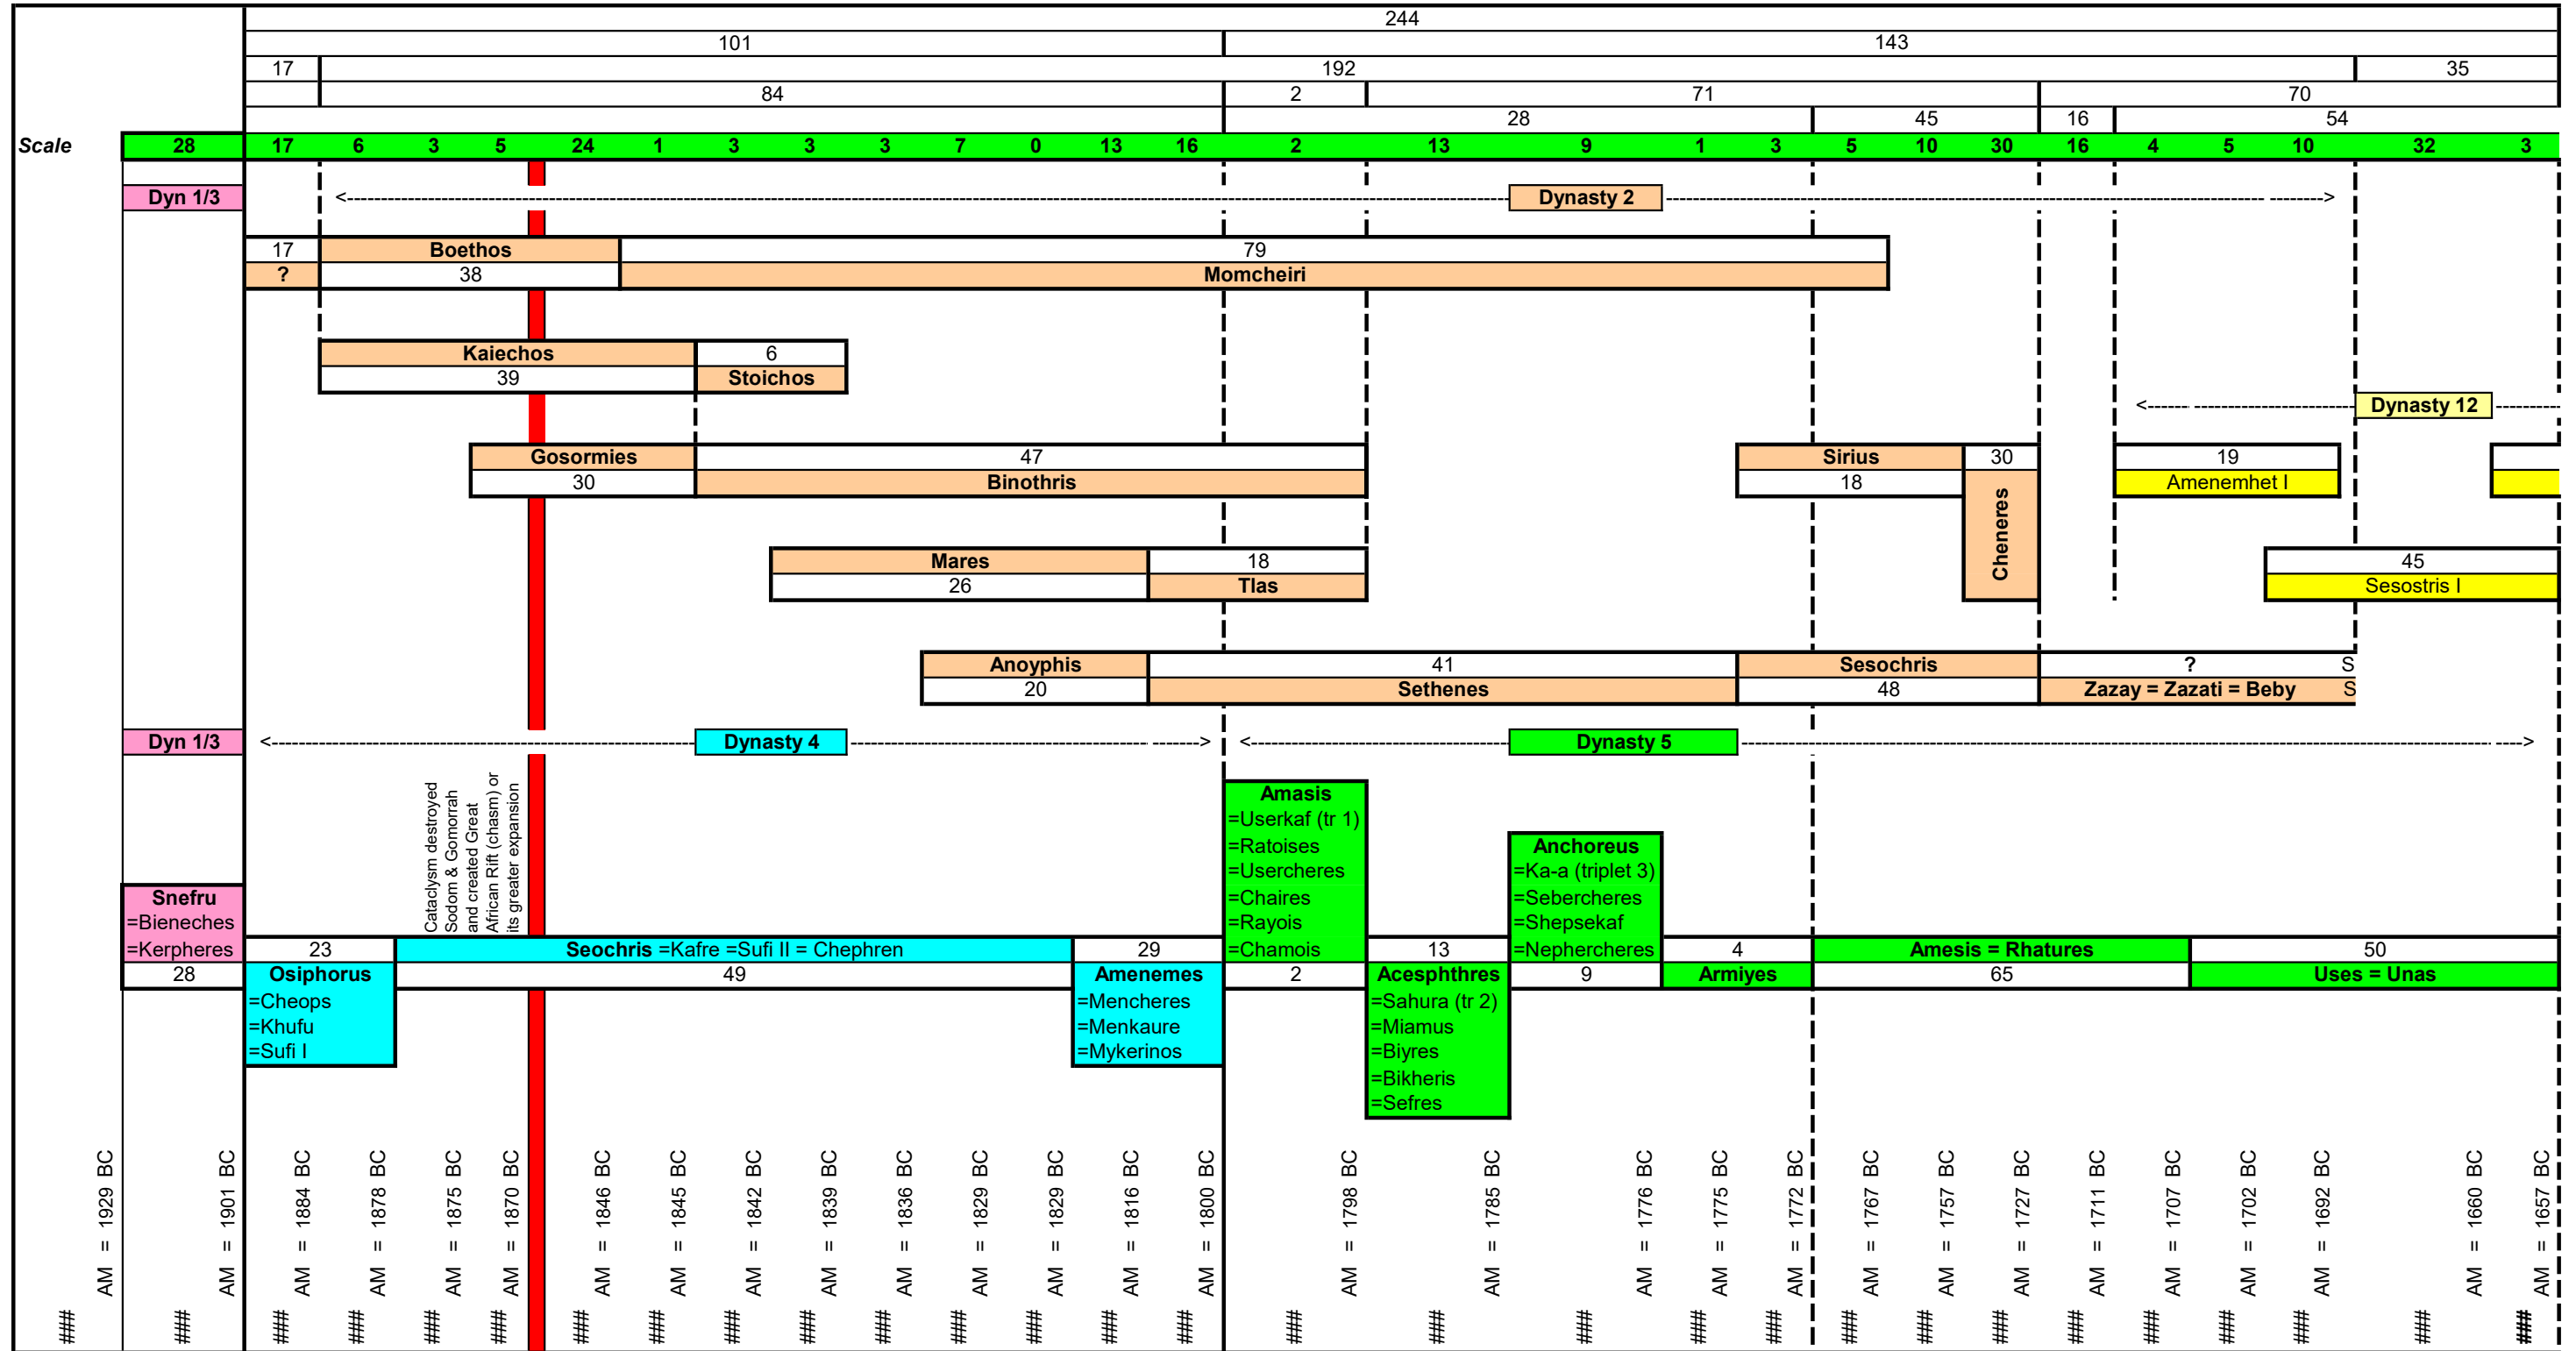 244
101 143
17 192 35
84 2 71 70
28 45 16 54
Scale 28 17 6 3 5 24 1 3 3 3 7 0 13 16 2 13 9 1 3 5 10 30 16 4 5 10 32 3
Dyn 1/3 <-- Dynasty 2 -->
17 Boethos 79
? 38 Momcheiri
Kaiechos 6
39 Stoichos
<-- Dynasty 12 --
Gosormies 47 Sirius 30 19
30 Binothris 18 Amenemhet I
Cheneres
Mares 18 45
26 Tlas Sesostris I
Anoyphis 41 Sesochris ? S
20 Sethenes 48 Zazay = Zazati = Beby S
Dyn 1/3 <-- Dynasty 4 --> <-- Dynasty 5 -->
Cataclysm destroyed
Sodom & Gomorrah
and created Great
African Rift (chasm) or
its greater expansion
Amasis
=Userkaf (tr 1)
=Ratoises
=Usercheres
=Chaires
=Rayois
=Chamois
Anchoreus
=Ka-a (triplet 3)
=Sebercheres
=Shepsekaf
=Nephercheres
Snefru
=Bieneches
=Kerpheres
23 Seochris =Kafre =Sufi II = Chephren 29 13 4 Amesis = Rhatures 50
28 Osiphorus 49 Amenemes 2 Acesphthres 9 Armiyes 65 Uses = Unas
=Cheops
=Khufu
=Sufi I
=Mencheres
=Menkaure
=Mykerinos
=Sahura (tr 2)
=Miamus
=Biyres
=Bikheris
=Sefres
### AM = 1929 BC
### AM = 1901 BC
### AM = 1884 BC
### AM = 1878 BC
### AM = 1875 BC
### AM = 1870 BC
### AM = 1846 BC
### AM = 1845 BC
### AM = 1842 BC
### AM = 1839 BC
### AM = 1836 BC
### AM = 1829 BC
### AM = 1829 BC
### AM = 1816 BC
### AM = 1800 BC
### AM = 1798 BC
### AM = 1785 BC
### AM = 1776 BC
### AM = 1775 BC
### AM = 1772 BC
### AM = 1767 BC
### AM = 1757 BC
### AM = 1727 BC
### AM = 1711 BC
### AM = 1707 BC
### AM = 1702 BC
### AM = 1692 BC
### AM = 1660 BC
### AM = 1657 BC